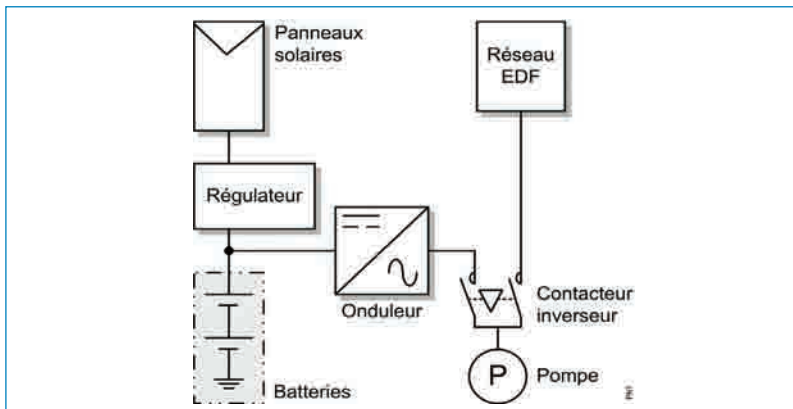 Panneaux
solaires
Réseau
EDF
Régulateur
Onduleur
Contacteur
inverseur
Batteries
P
Pompe